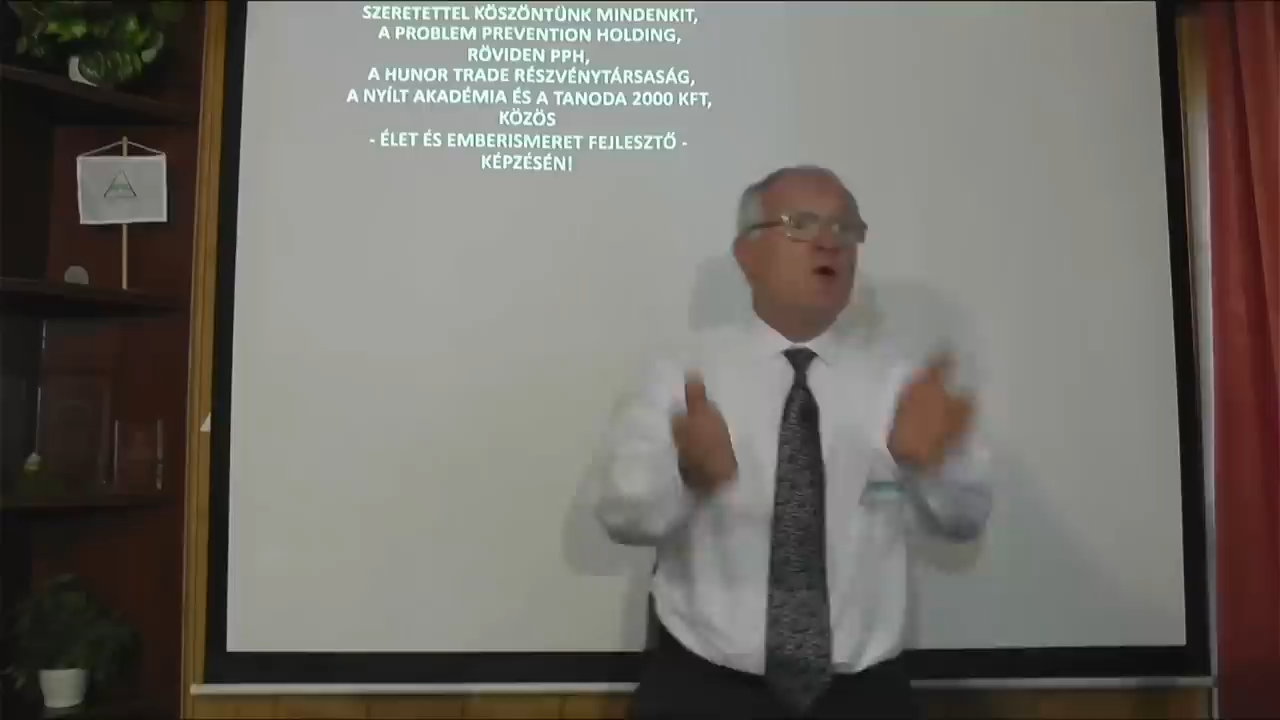 SZERETETTEL KÖSZÖNTÜNK MINDENKIT,
A PROBLEM PREVENTION HOLDING,
RÖVIDEN PPH,
A HUNOR TRADE RÉSZVÉNYTÁRSASÁG,
A NYÍLT AKADÉMIA ÉS A TANODA 2000 KFT,
KÖZÖS
- ÉLET ÉS EMBERISMERET FEJLESZTŐ -
KÉPZÉSÉN!